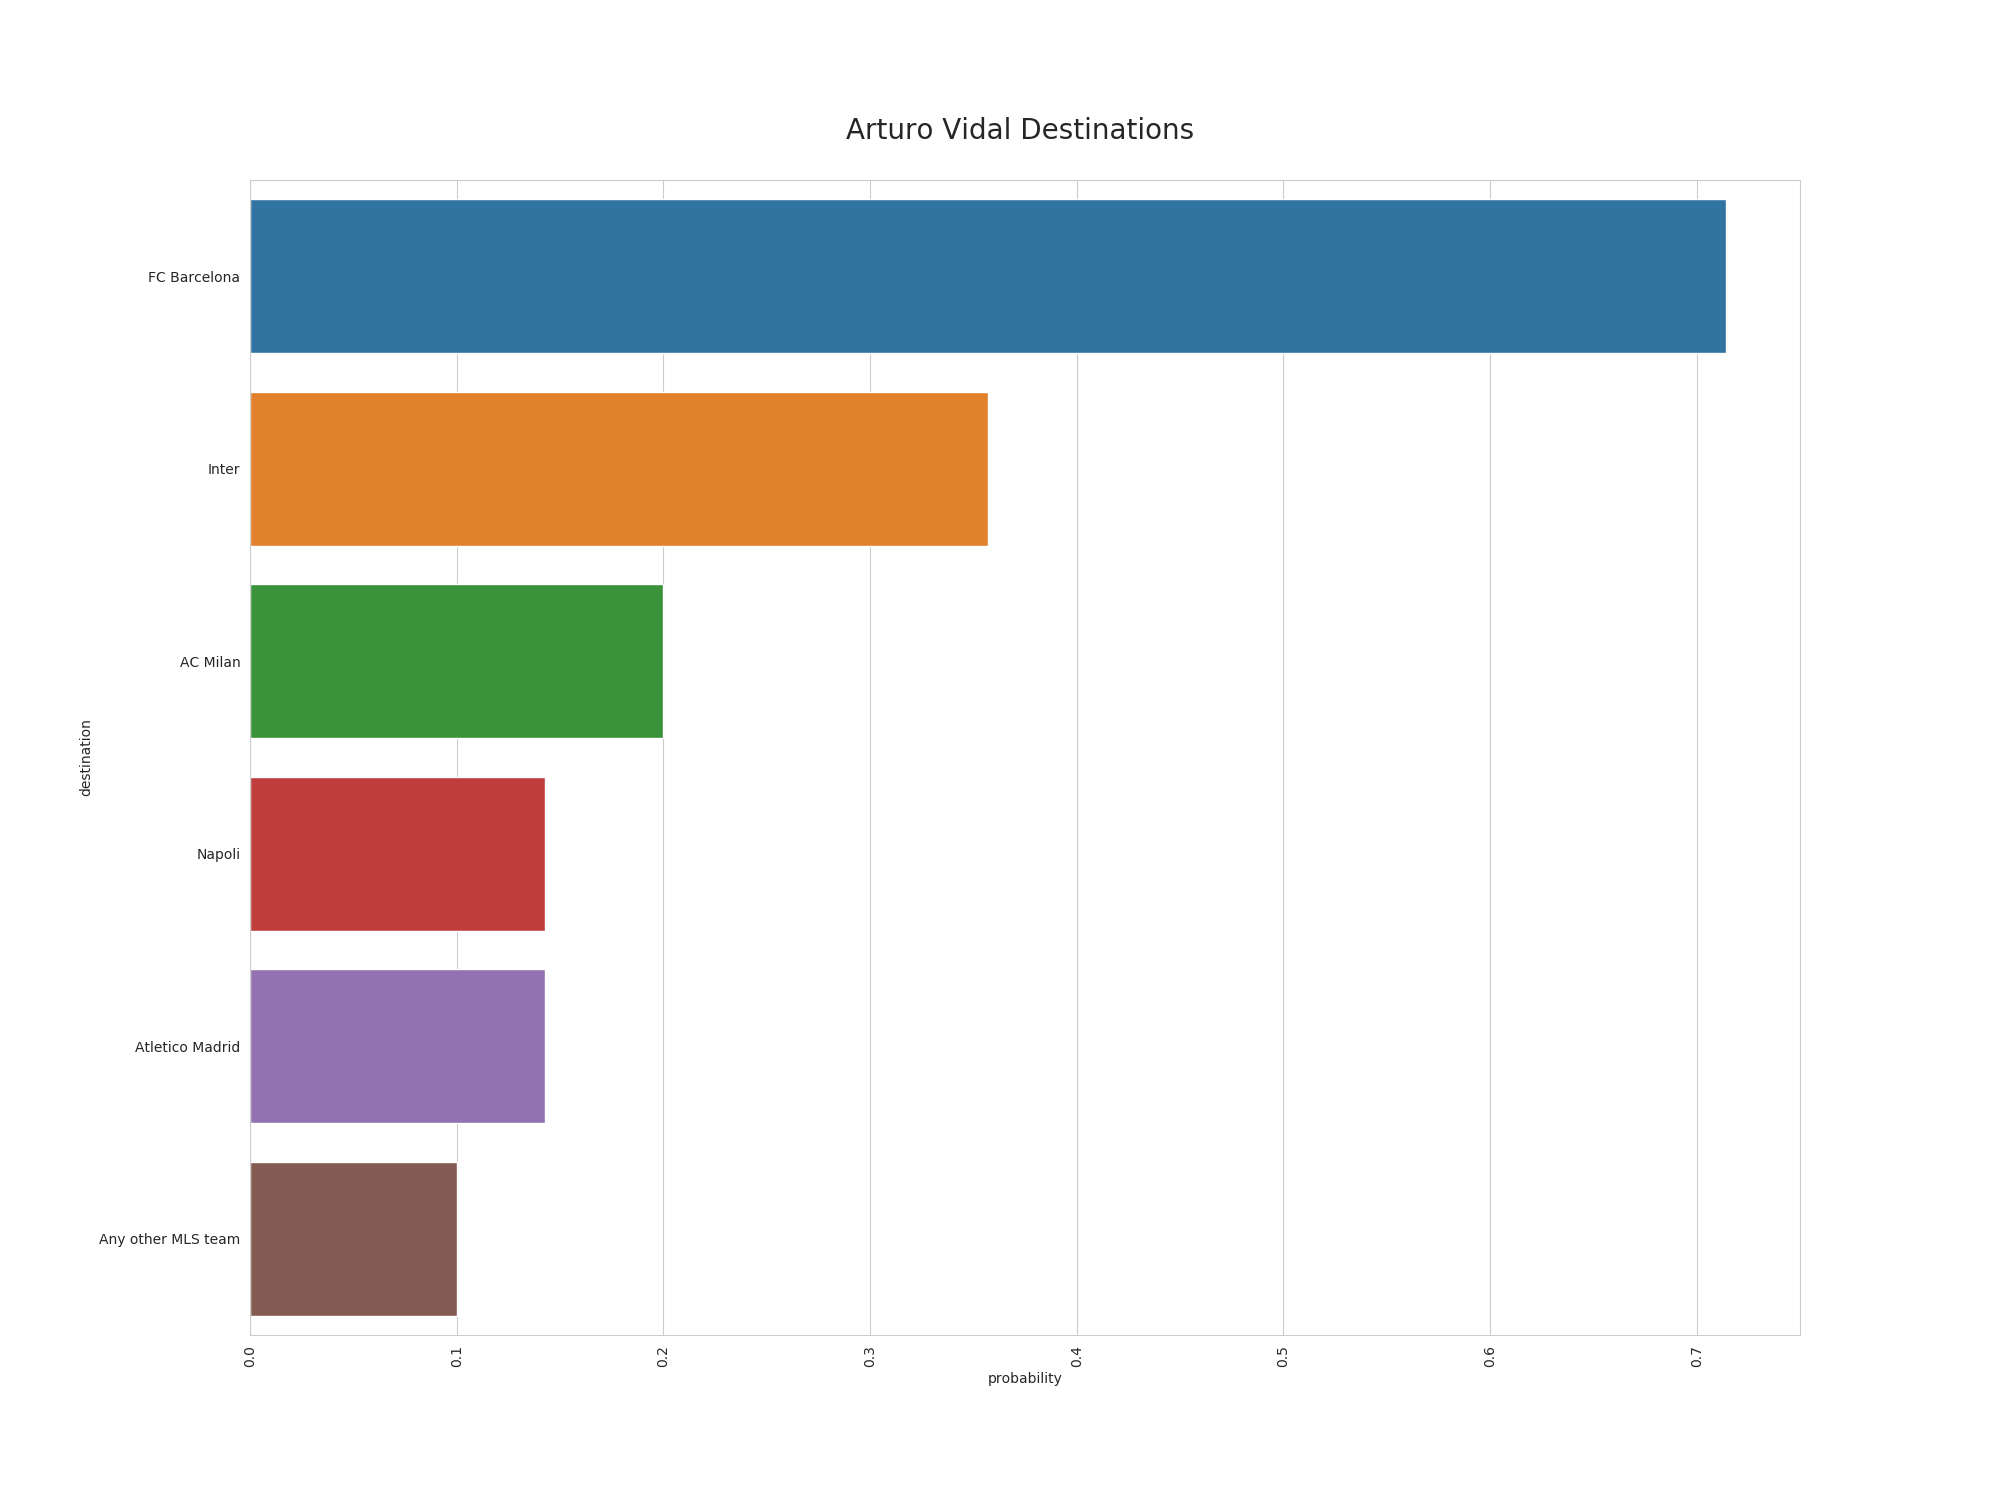 Arturo Vidal Destinations
destination
FC Barcelona
Inter
AC Milan
Napoli
Atletico Madrid
Any other MLS team
0.0 0.1 0.2 0.3 0.4 0.5 0.6 0.7
probability